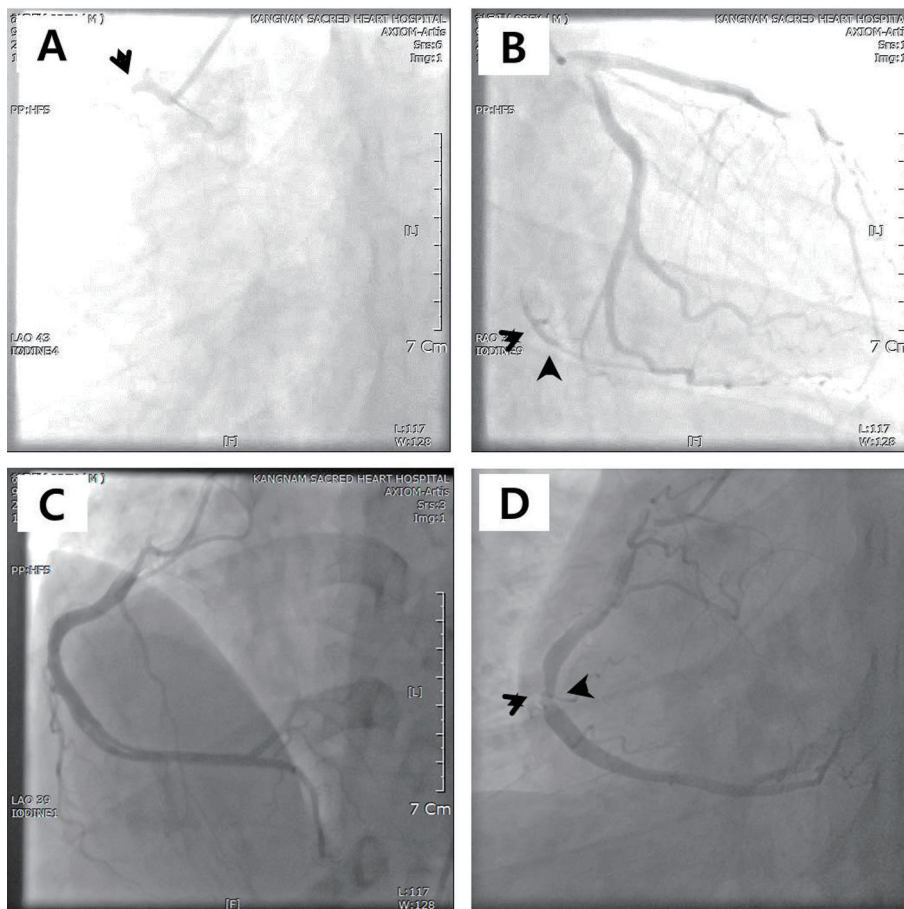 A
KANGNAM SACRED HEART HOSPITAL
AXIOM-Artis
Srs:6
Img:1
PP:HF5
[L]
LAO 43
IODINE4
7 Cm
[F]
L:117
W:128
B
KANGNAM SACRED HEART HOSPITAL
AXIOM-Artis
PP:HF5
[L]
RAO
7 Cm
[F]
L:117
W:128
C
KANGNAM SACRED HEART HOSPITAL
AXIOM-Artis
Srs:3
Img:1
PP:HF5
[L]
LAO 39
IODINE1
7 Cm
[F]
L:117
W:128
D